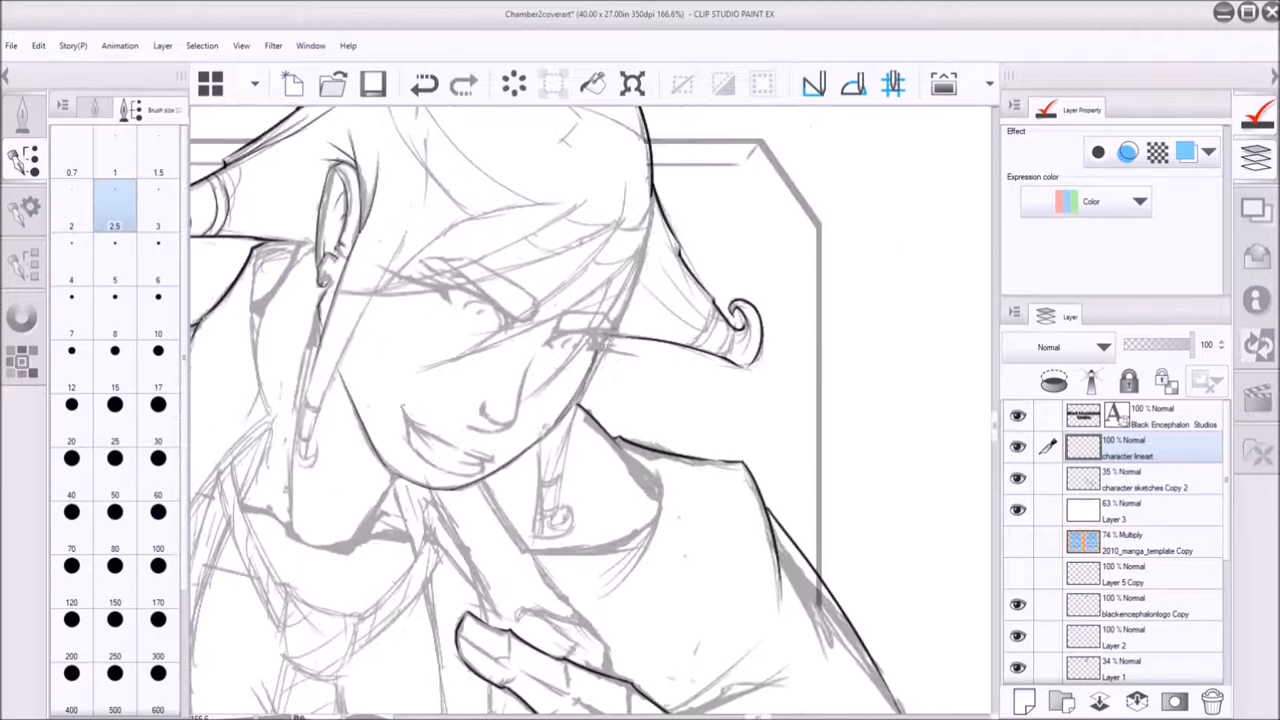 Chamber2coverart* (40.00 x 27.00in 350dpi 166.6%) - CLIP STUDIO PAINT EX
File Edit Story(P) Animation Layer Selection View Filter Window Help
Brush size
Layer Property
Effect
Expression color
Color
0.7 1 1.5
2 2.5 3
4 5 6
7 8 10
12 15 17
20 25 30
40 50 60
70 80 100
120 150 170
200 250 300
400 500 600
Layer
Normal 100
100 % Normal
Black Encephalon Studios
100 % Normal
character lineart
35 % Normal
character sketches Copy 2
63 % Normal
Layer 3
74 % Multiply
2010_manga_template Copy
100 % Normal
Layer 5 Copy
100 % Normal
blackencephalonlogo Copy
100 % Normal
Layer 2
34 % Normal
Layer 1
166.6